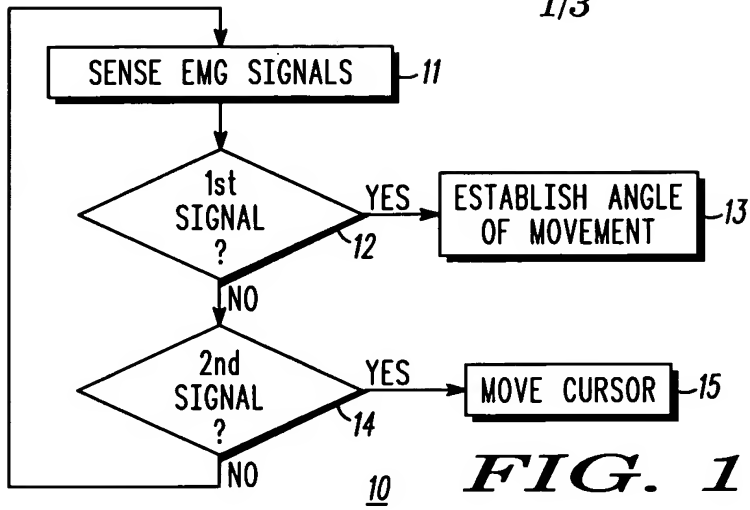 1/3
SENE EMG SIGNALS
11
1st
SIGNAL
?
YES
12
ESTABLISH ANGLE
OF MOVEMENT
13
NO
2nd
SIGNAL
?
YES
14
MOVE CURSOR
15
NO
10
FIG. 1